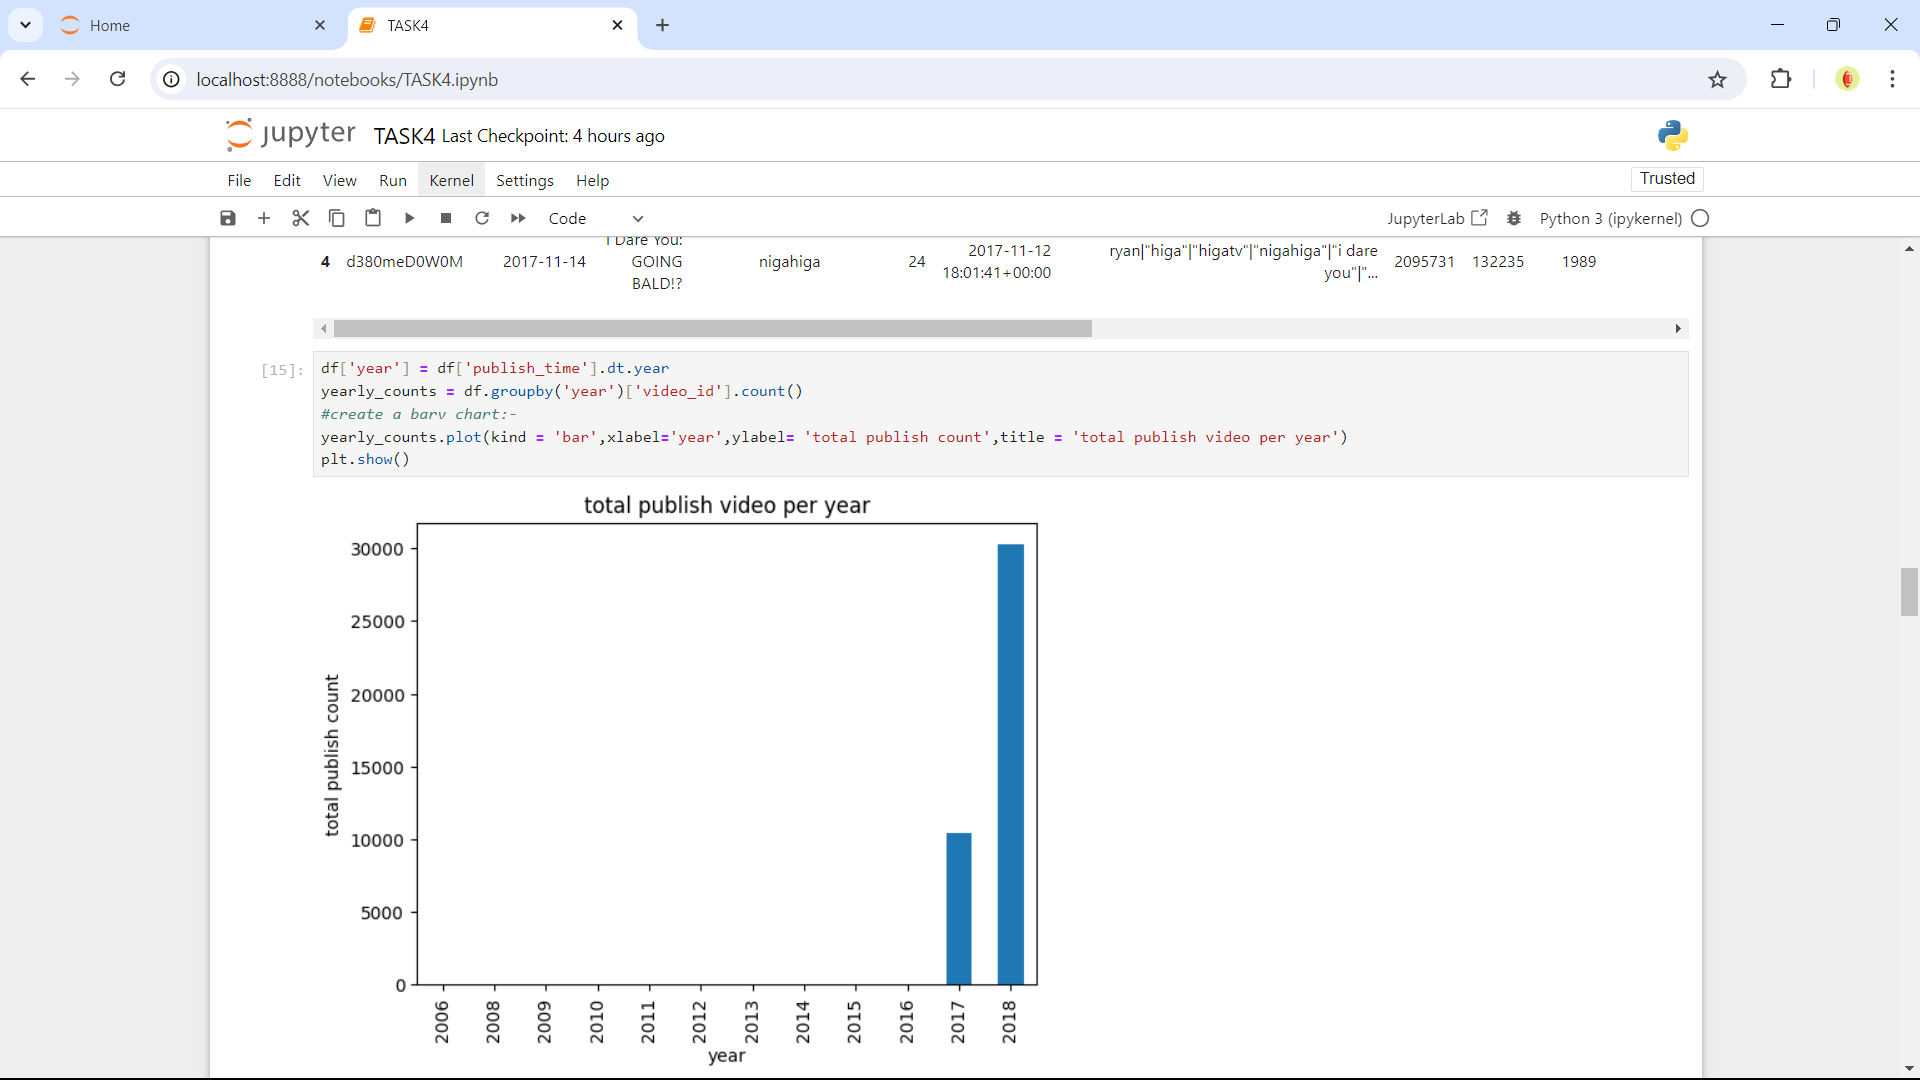 Home
TASK4
localhost:8888/notebooks/TASK4.ipynb
jupyter TASK4 Last Checkpoint: 4 hours ago
File Edit View Run Kernel Settings Help
Trusted
Code
JupyterLab
Python 3 (ipykernel)
I Dare You:
GOING
BALD!?
4 d380meD0W0M 2017-11-14 nigahiga 24
2017-11-12
18:01:41+00:00
ryan|"higa"|"higatv"|"nigahiga"|"i dare
you"|"...
2095731 132235 1989
[15]:
df['year'] = df['publish_time'].dt.year
yearly_counts = df.groupby('year')['video_id'].count()
#create a barv chart:-
yearly_counts.plot(kind = 'bar',xlabel='year',ylabel= 'total publish count',title = 'total publish video per year')
plt.show()
total publish video per year
30000
25000
20000
15000
10000
5000
0
total publish count
2006 2008 2009 2010 2011 2012 2013 2014 2015 2016 2017 2018
year